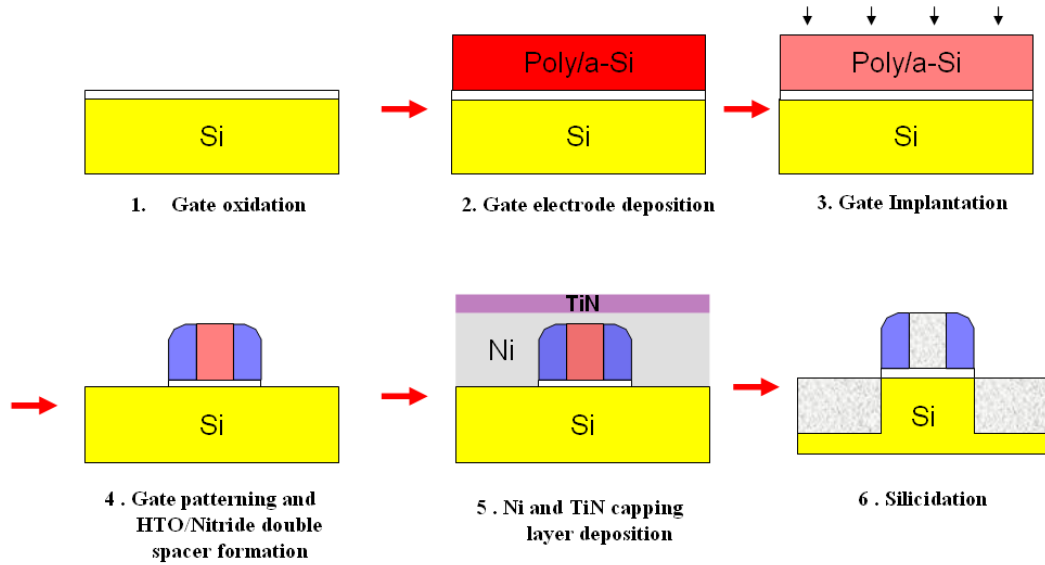 Si
1. Gate oxidation
Poly/a-Si
Si
2. Gate electrode deposition
Poly/a-Si
Si
3. Gate Implantation
Si
4 . Gate patterning and
HTO/Nitride double
spacer formation
TiN
Ni
Si
5 . Ni and TiN capping
layer deposition
Si
6 . Silicidation